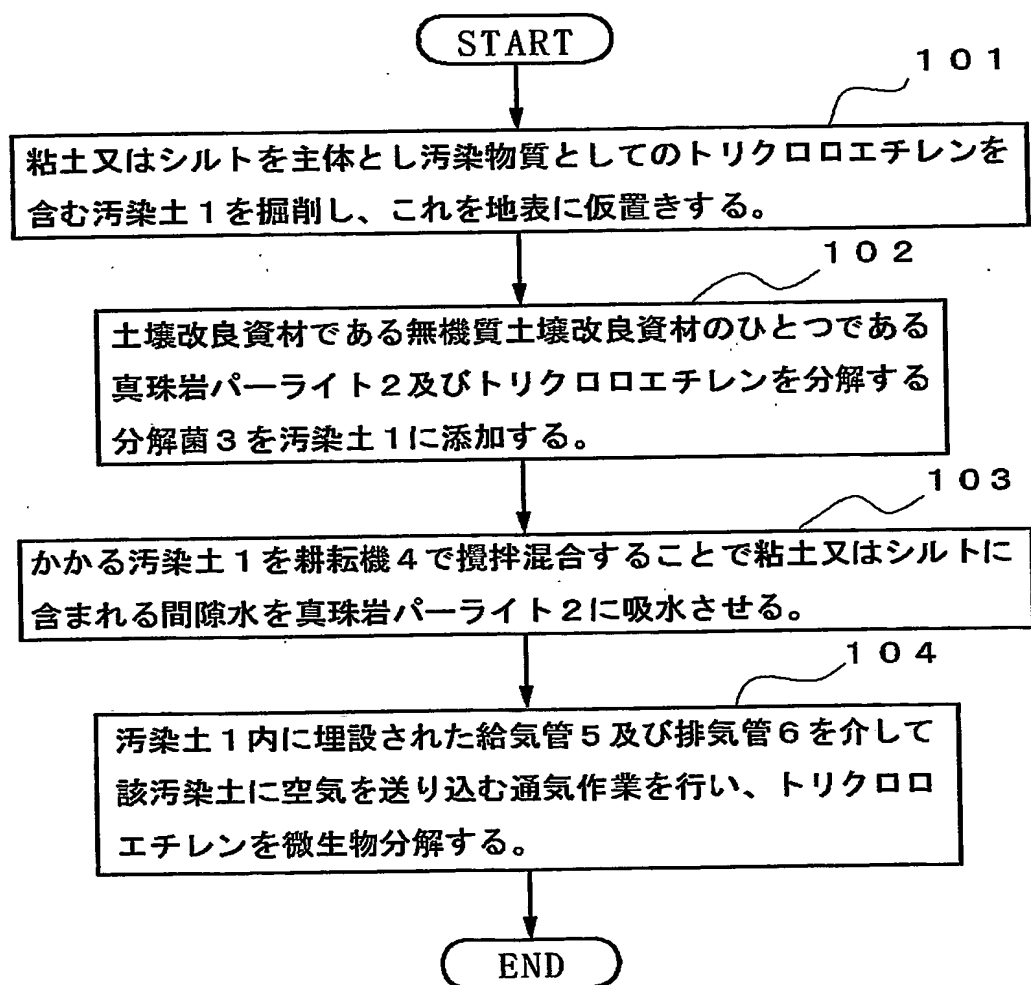 START
101
粘土又はシルトを主体とし汚染物質としてのトリクロロエチレンを
含む汚染土1を掘削し、これを地表に仮置きする。
102
土壌改良資材である無機質土壌改良資材のひとつである
真珠岩パーライト2及びトリクロロエチレンを分解する
分解菌3を汚染土1に添加する。
103
かかる汚染土1を耕耘機4で攪拌混合することで粘土又はシルトに
含まれる間隙水を真珠岩パーライト2に吸水させる。
104
汚染土1内に埋設された給気管5及び排気管6を介して
該汚染土に空気を送り込む通気作業を行い、トリクロロ
エチレンを微生物分解する。
END